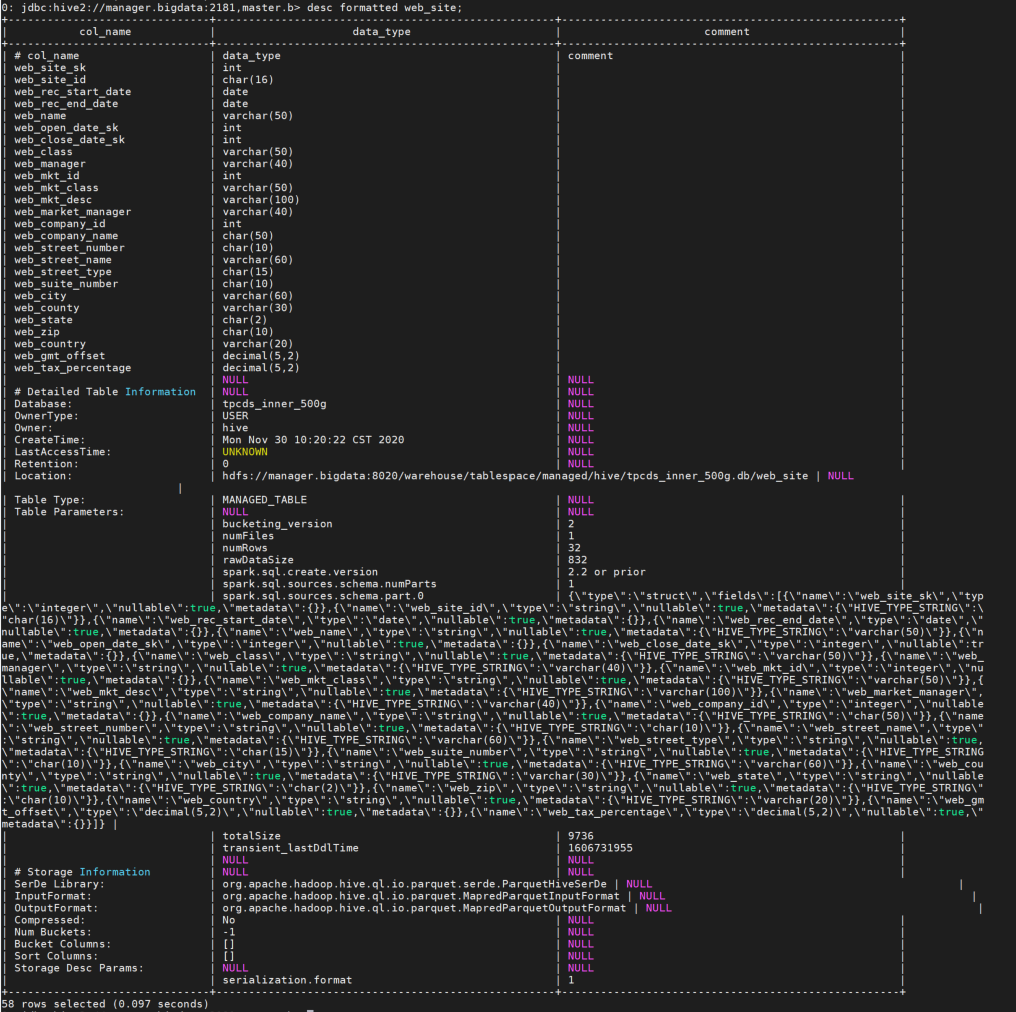 0: jdbc:hive2://manager.bigdata:2181,master.b> desc formatted web_site;
+-------------------------------+-------------------------------+-------------------------------+
| col_name | data_type | comment |
+-------------------------------+-------------------------------+-------------------------------+
| # col_name | data_type | comment |
| web_site_sk | int | |
| web_site_id | char(16) | |
| web_rec_start_date | date | |
| web_rec_end_date | date | |
| web_name | varchar(50) | |
| web_open_date_sk | int | |
| web_close_date_sk | int | |
| web_class | varchar(50) | |
| web_manager | varchar(40) | |
| web_mkt_id | int | |
| web_mkt_class | varchar(50) | |
| web_mkt_desc | varchar(100) | |
| web_market_manager | varchar(40) | |
| web_company_id | int | |
| web_company_name | char(50) | |
| web_street_number | char(10) | |
| web_street_name | varchar(60) | |
| web_street_type | char(15) | |
| web_suite_number | char(10) | |
| web_city | varchar(60) | |
| web_county | varchar(30) | |
| web_state | char(2) | |
| web_zip | char(10) | |
| web_country | varchar(20) | |
| web_gmt_offset | decimal(5,2) | |
| web_tax_percentage | decimal(5,2) | |
| | NULL | NULL |
| # Detailed Table Information | NULL | NULL |
| Database: | tpcds_inner_500g | NULL |
| OwnerType: | USER | NULL |
| Owner: | hive | NULL |
| CreateTime: | Mon Nov 30 10:20:22 CST 2020 | NULL |
| LastAccessTime: | UNKNOWN | NULL |
| Retention: | 0 | NULL |
| Location: | hdfs://manager.bigdata:8020/warehouse/tablespace/managed/hive/tpcds_inner_500g.db/web_site | NULL
|
| Table Type: | MANAGED_TABLE | NULL |
| Table Parameters: | NULL | NULL |
| | bucketing_version | 2 |
| | numFiles | 1 |
| | numRows | 32 |
| | rawDataSize | 832 |
| | spark.sql.create.version | 2.2 or prior |
| | spark.sql.sources.schema.numParts | 1 |
| | spark.sql.sources.schema.part.0 | {\"type\":\"struct\",\"fields\":[{\"name\":\"web_site_sk\",\"typ
e\":\"integer\",\"nullable\":true,\"metadata\":{}},{\"name\":\"web_site_id\",\"type\":\"string\",\"nullable\":true,\"metadata\":{\"HIVE_TYPE_STRING\":\
"char(16)\"}},{\"name\":\"web_rec_start_date\",\"type\":\"date\",\"nullable\":true,\"metadata\":{}},{\"name\":\"web_rec_end_date\",\"type\":\"date\",\"
nullable\":true,\"metadata\":{}},{\"name\":\"web_name\",\"type\":\"string\",\"nullable\":true,\"metadata\":{\"HIVE_TYPE_STRING\":\"varchar(50)\"}},{\"n
ame\":\"web_open_date_sk\",\"type\":\"integer\",\"nullable\":true,\"metadata\":{}},{\"name\":\"web_close_date_sk\",\"type\":\"integer\",\"nullable\":tr
ue,\"metadata\":{}},{\"name\":\"web_class\",\"type\":\"string\",\"nullable\":true,\"metadata\":{\"HIVE_TYPE_STRING\":\"varchar(50)\"}},{\"name\":\"web_
manager\",\"type\":\"string\",\"nullable\":true,\"metadata\":{\"HIVE_TYPE_STRING\":\"varchar(40)\"}},{\"name\":\"web_mkt_id\",\"type\":\"integer\",\"nu
llable\":true,\"metadata\":{}},{\"name\":\"web_mkt_class\",\"type\":\"string\",\"nullable\":true,\"metadata\":{\"HIVE_TYPE_STRING\":\"varchar(50)\"}},{
\"name\":\"web_mkt_desc\",\"type\":\"string\",\"nullable\":true,\"metadata\":{\"HIVE_TYPE_STRING\":\"varchar(100)\"}},{\"name\":\"web_market_manager\",
\"type\":\"string\",\"nullable\":true,\"metadata\":{\"HIVE_TYPE_STRING\":\"varchar(40)\"}},{\"name\":\"web_company_id\",\"type\":\"integer\",\"nullable
\":true,\"metadata\":{}},{\"name\":\"web_company_name\",\"type\":\"string\",\"nullable\":true,\"metadata\":{\"HIVE_TYPE_STRING\":\"char(50)\"}},{\"name
\":\"web_street_number\",\"type\":\"string\",\"nullable\":true,\"metadata\":{\"HIVE_TYPE_STRING\":\"char(10)\"}},{\"name\":\"web_street_name\",\"type\"
:\"string\",\"nullable\":true,\"metadata\":{\"HIVE_TYPE_STRING\":\"varchar(60)\"}},{\"name\":\"web_street_type\",\"type\":\"string\",\"nullable\":true,
\"metadata\":{\"HIVE_TYPE_STRING\":\"char(15)\"}},{\"name\":\"web_suite_number\",\"type\":\"string\",\"nullable\":true,\"metadata\":{\"HIVE_TYPE_STRING
\":\"char(10)\"}},{\"name\":\"web_city\",\"type\":\"string\",\"nullable\":true,\"metadata\":{\"HIVE_TYPE_STRING\":\"varchar(60)\"}},{\"name\":\"web_cou
nty\",\"type\":\"string\",\"nullable\":true,\"metadata\":{\"HIVE_TYPE_STRING\":\"varchar(30)\"}},{\"name\":\"web_state\",\"type\":\"string\",\"nullable
\":true,\"metadata\":{\"HIVE_TYPE_STRING\":\"char(2)\"}},{\"name\":\"web_zip\",\"type\":\"string\",\"nullable\":true,\"metadata\":{\"HIVE_TYPE_STRING\"
:\"char(10)\"}},{\"name\":\"web_country\",\"type\":\"string\",\"nullable\":true,\"metadata\":{\"HIVE_TYPE_STRING\":\"varchar(20)\"}},{\"name\":\"web_gm
t_offset\",\"type\":\"decimal(5,2)\",\"nullable\":true,\"metadata\":{}},{\"name\":\"web_tax_percentage\",\"type\":\"decimal(5,2)\",\"nullable\":true,\"
metadata\":{}}]} |
| | totalSize | 9736 |
| | transient_lastDdlTime | 1606731955 |
| | NULL | NULL |
| # Storage Information | NULL | NULL |
| SerDe Library: | org.apache.hadoop.hive.ql.io.parquet.serde.ParquetHiveSerDe | NULL |
| InputFormat: | org.apache.hadoop.hive.ql.io.parquet.MapredParquetInputFormat | NULL |
| OutputFormat: | org.apache.hadoop.hive.ql.io.parquet.MapredParquetOutputFormat | NULL |
| Compressed: | No | NULL |
| Num Buckets: | -1 | NULL |
| Bucket Columns: | [] | NULL |
| Sort Columns: | [] | NULL |
| Storage Desc Params: | NULL | NULL |
| | serialization.format | 1 |
+-------------------------------+-------------------------------+-------------------------------+
58 rows selected (0.097 seconds)